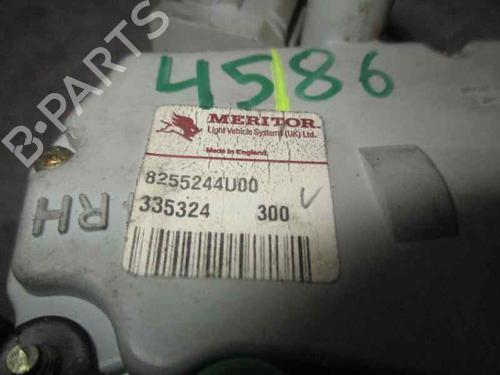 4586
MERITOR
Light Vehicle Systems (UK) Ltd.
Made in England
8255244U00
335324 300 V
RH
B-PARTS